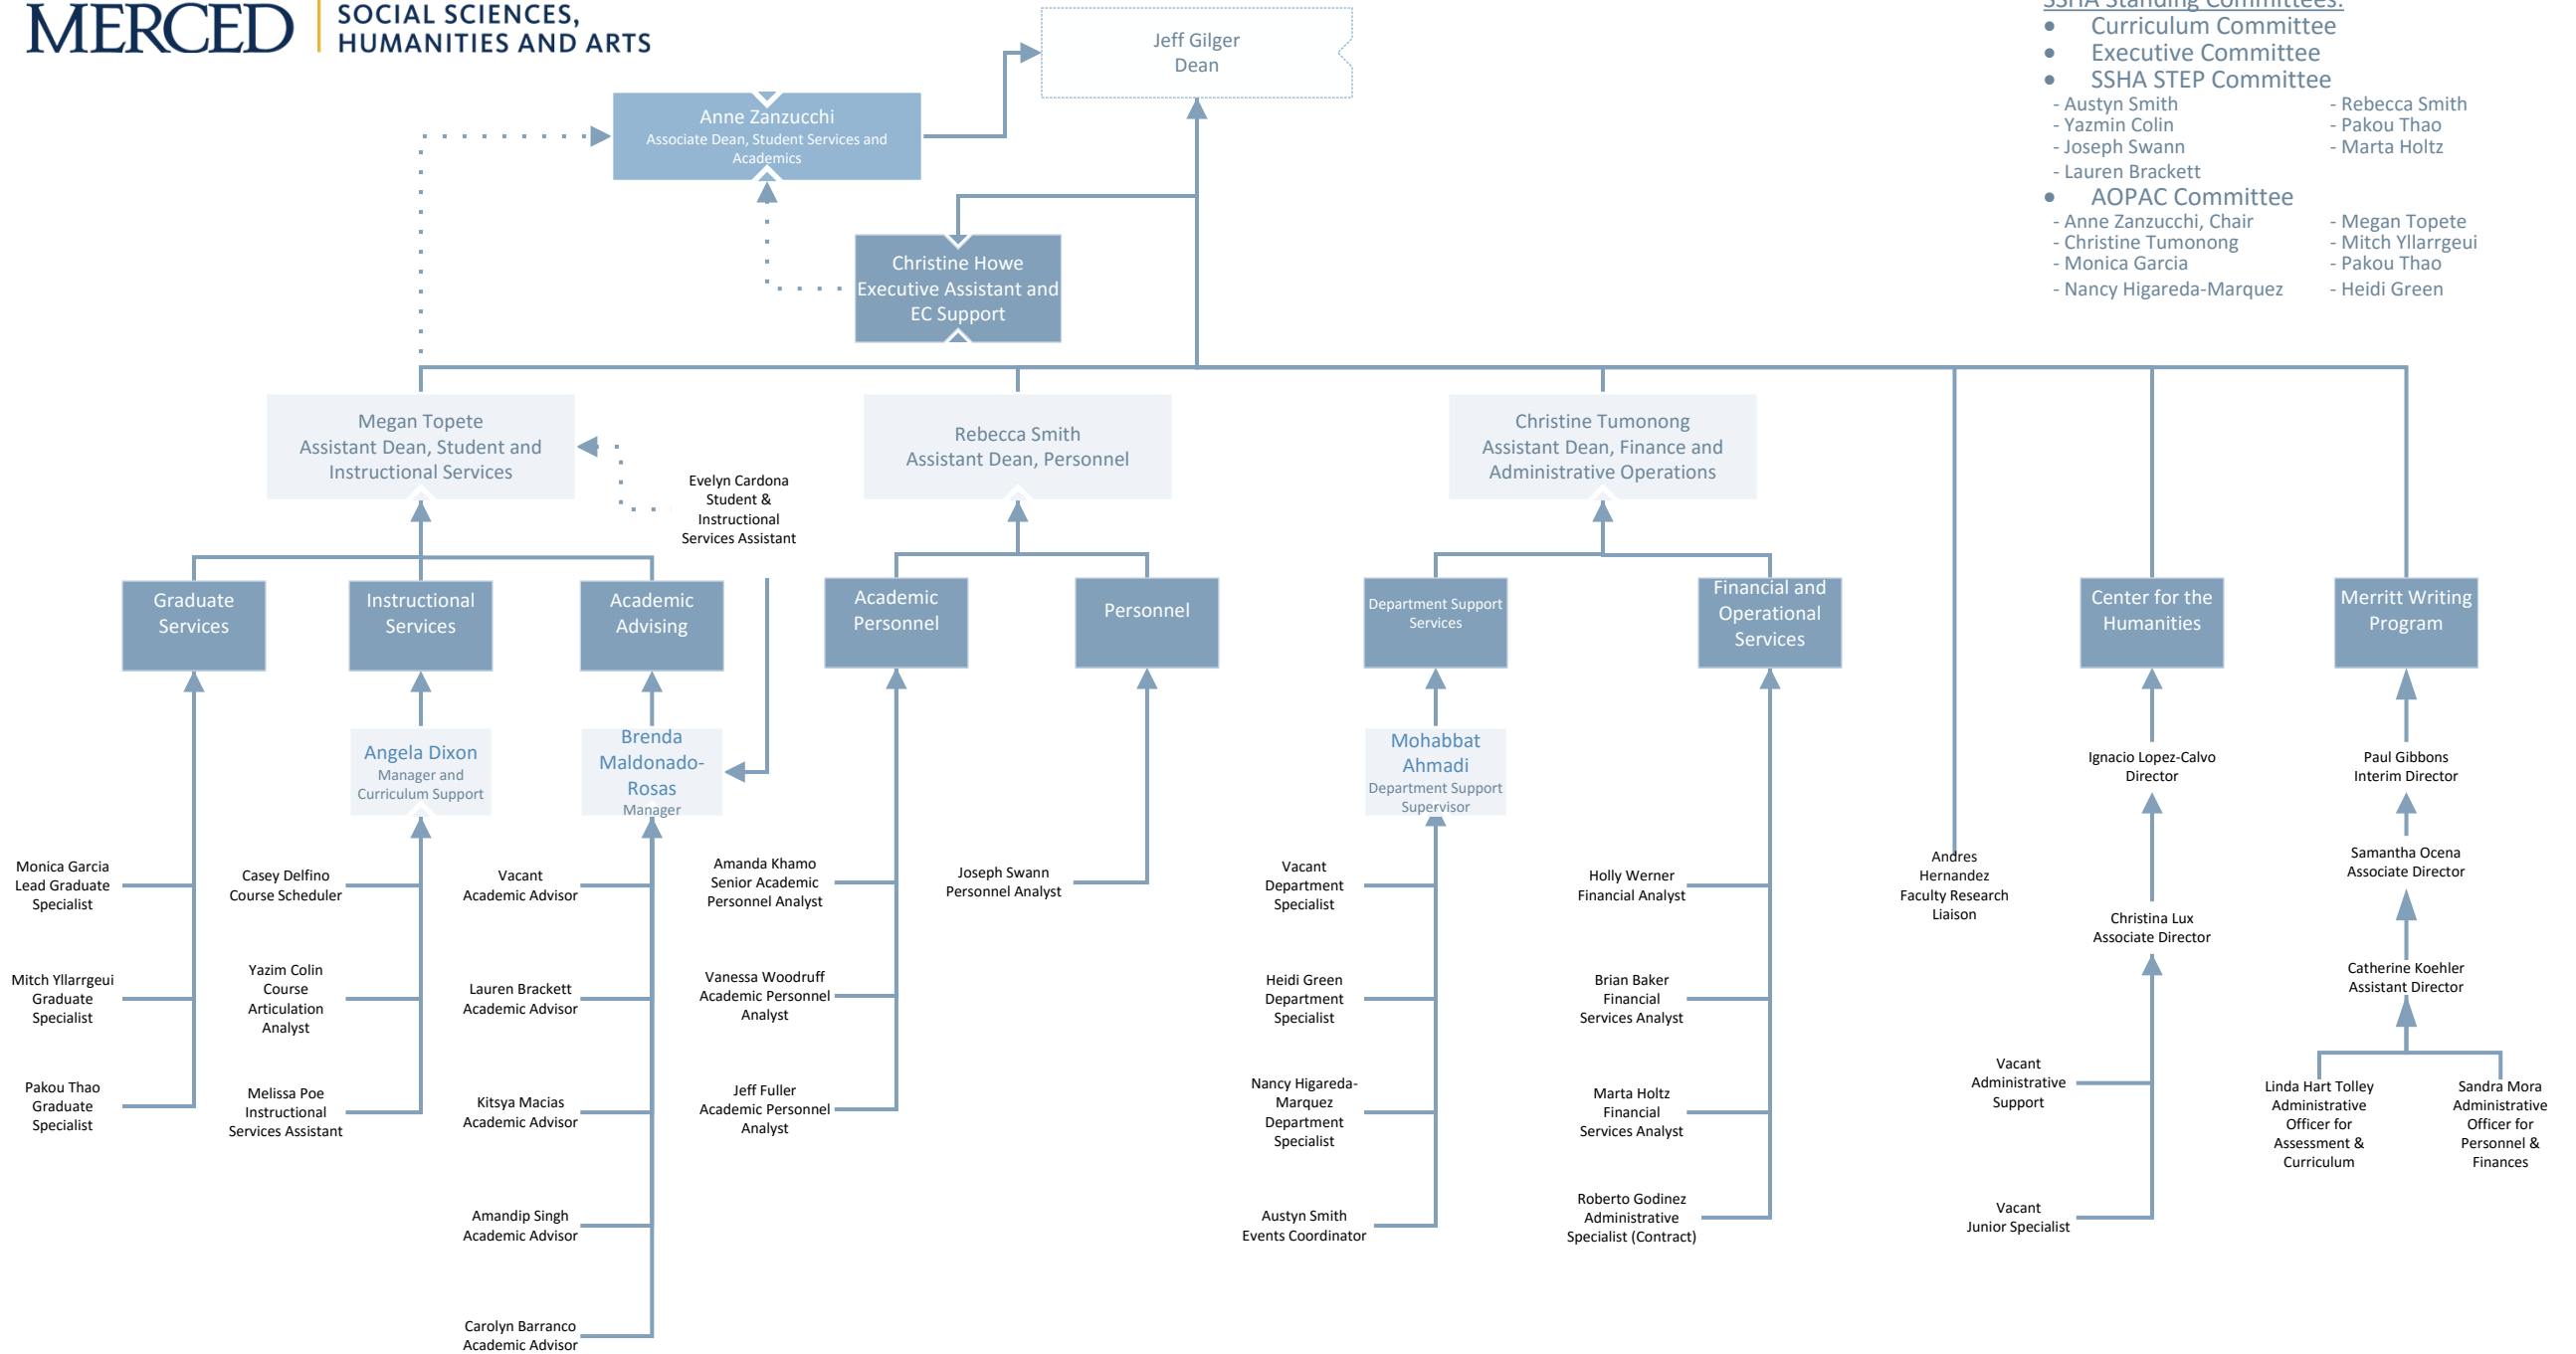 MERCED
SOCIAL SCIENCES,
HUMANITIES AND ARTS
Jeff Gilger
Dean
SSHA Standing Committees:
• Curriculum Committee
• Executive Committee
• SSHA STEP Committee
- Austyn Smith
- Rebecca Smith
- Yazmin Colin
- Pakou Thao
- Joseph Swann
- Marta Holtz
- Lauren Brackett
• AOPAC Committee
- Anne Zanzucchi, Chair
- Megan Topete
- Christine Tumonong
- Mitch Yllarrgeui
- Monica Garcia
- Pakou Thao
- Nancy Higareda-Marquez
- Heidi Green
Anne Zanzucchi
Associate Dean, Student Services and
Academics
Christine Howe
Executive Assistant and
EC Support
Megan Topete
Assistant Dean, Student and
Instructional Services
Rebecca Smith
Assistant Dean, Personnel
Christine Tumonong
Assistant Dean, Finance and
Administrative Operations
Evelyn Cardona
Student &
Instructional
Services Assistant
Graduate
Services
Instructional
Services
Academic
Advising
Academic
Personnel
Personnel
Department Support
Services
Financial and
Operational
Services
Center for the
Humanities
Merritt Writing
Program
Angela Dixon
Manager and
Curriculum Support
Brenda
Maldonado-
Rosas
Manager
Mohabbat
Ahmadi
Department Support
Supervisor
Ignacio Lopez-Calvo
Director
Paul Gibbons
Interim Director
Monica Garcia
Lead Graduate
Specialist
Casey Delfino
Course Scheduler
Vacant
Academic Advisor
Amanda Khamo
Senior Academic
Personnel Analyst
Joseph Swann
Personnel Analyst
Vacant
Department
Specialist
Holly Werner
Financial Analyst
Andres
Hernandez
Faculty Research
Liaison
Christina Lux
Associate Director
Samantha Ocena
Associate Director
Mitch Yllarrgeui
Graduate
Specialist
Yazim Colin
Course
Articulation
Analyst
Lauren Brackett
Academic Advisor
Vanessa Woodruff
Academic Personnel
Analyst
Heidi Green
Department
Specialist
Brian Baker
Financial
Services Analyst
Catherine Koehler
Assistant Director
Pakou Thao
Graduate
Specialist
Melissa Poe
Instructional
Services Assistant
Kitsya Macias
Academic Advisor
Jeff Fuller
Academic Personnel
Analyst
Nancy Higareda-
Marquez
Department
Specialist
Marta Holtz
Financial
Services Analyst
Vacant
Administrative
Support
Linda Hart Tolley
Administrative
Officer for
Assessment &
Curriculum
Sandra Mora
Administrative
Officer for
Personnel &
Finances
Amandip Singh
Academic Advisor
Austyn Smith
Events Coordinator
Roberto Godinez
Administrative
Specialist (Contract)
Vacant
Junior Specialist
Carolyn Barranco
Academic Advisor